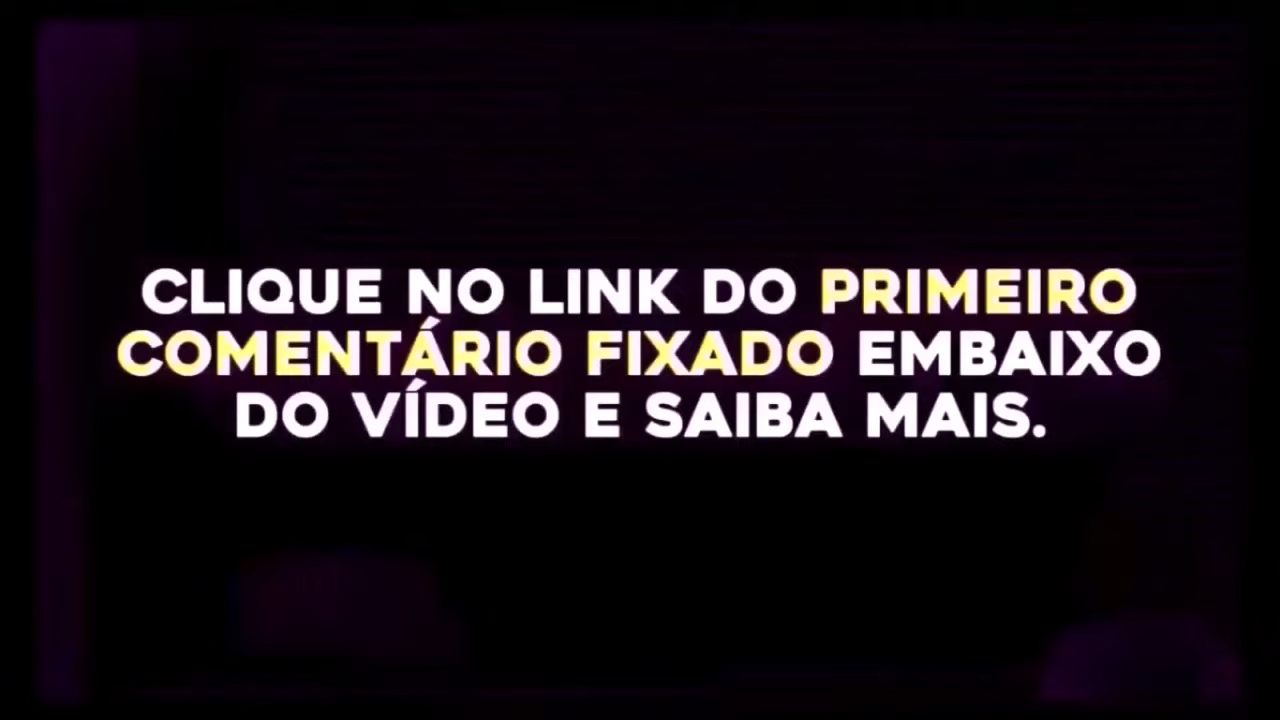 CLIQUE NO LINK DO PRIMEIRO
COMENTÁRIO FIXADO EMBAIXO
DO VÍDEO E SAIBA MAIS.